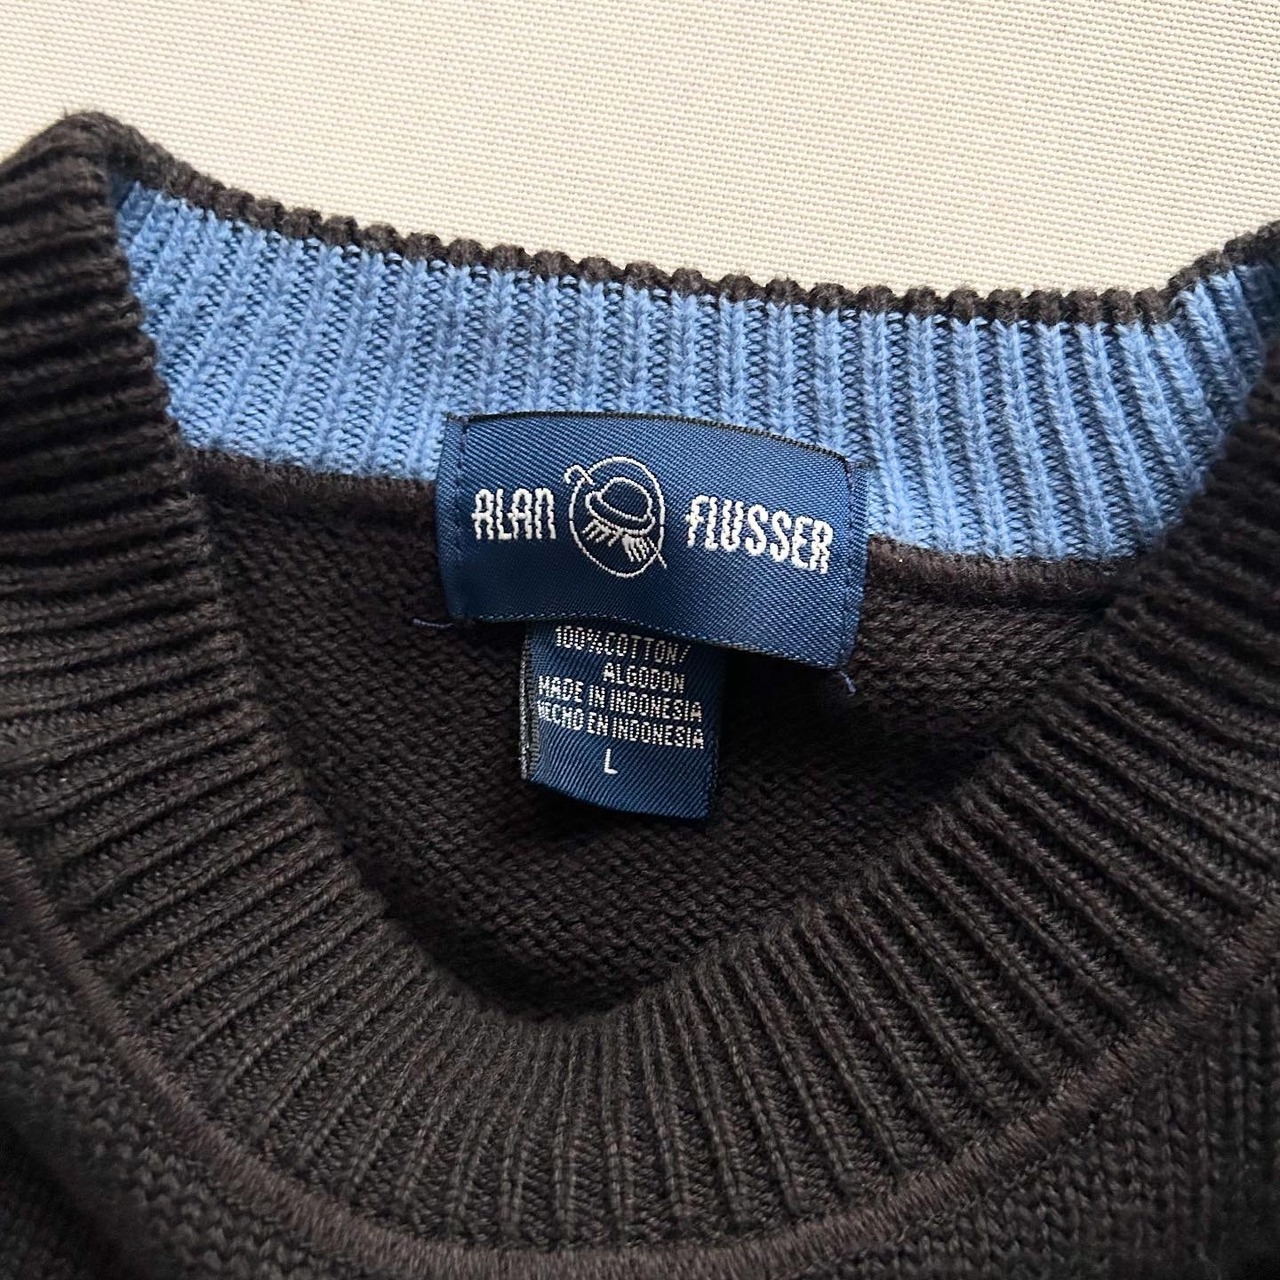 ALAN FLUSSER
100%COTTON/
ALGODON
MADE IN INDONESIA
HECHO EN INDONESIA
L